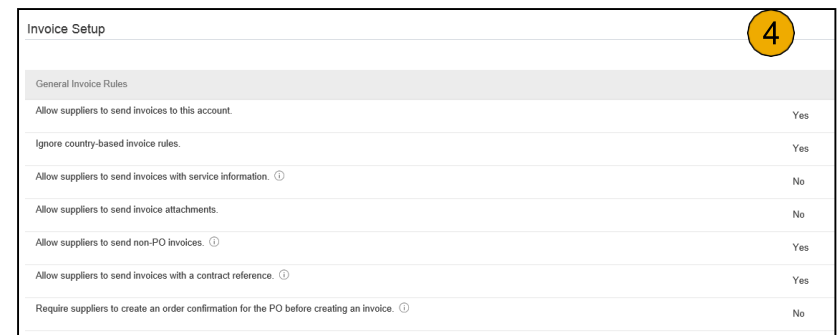 Invoice Setup
4
General Invoice Rules
Allow suppliers to send invoices to this account. Yes
Ignore country-based invoice rules. Yes
Allow suppliers to send invoices with service information. ⓘ No
Allow suppliers to send invoice attachments. No
Allow suppliers to send non-PO invoices. ⓘ Yes
Allow suppliers to send invoices with a contract reference. ⓘ Yes
Require suppliers to create an order confirmation for the PO before creating an invoice. ⓘ No